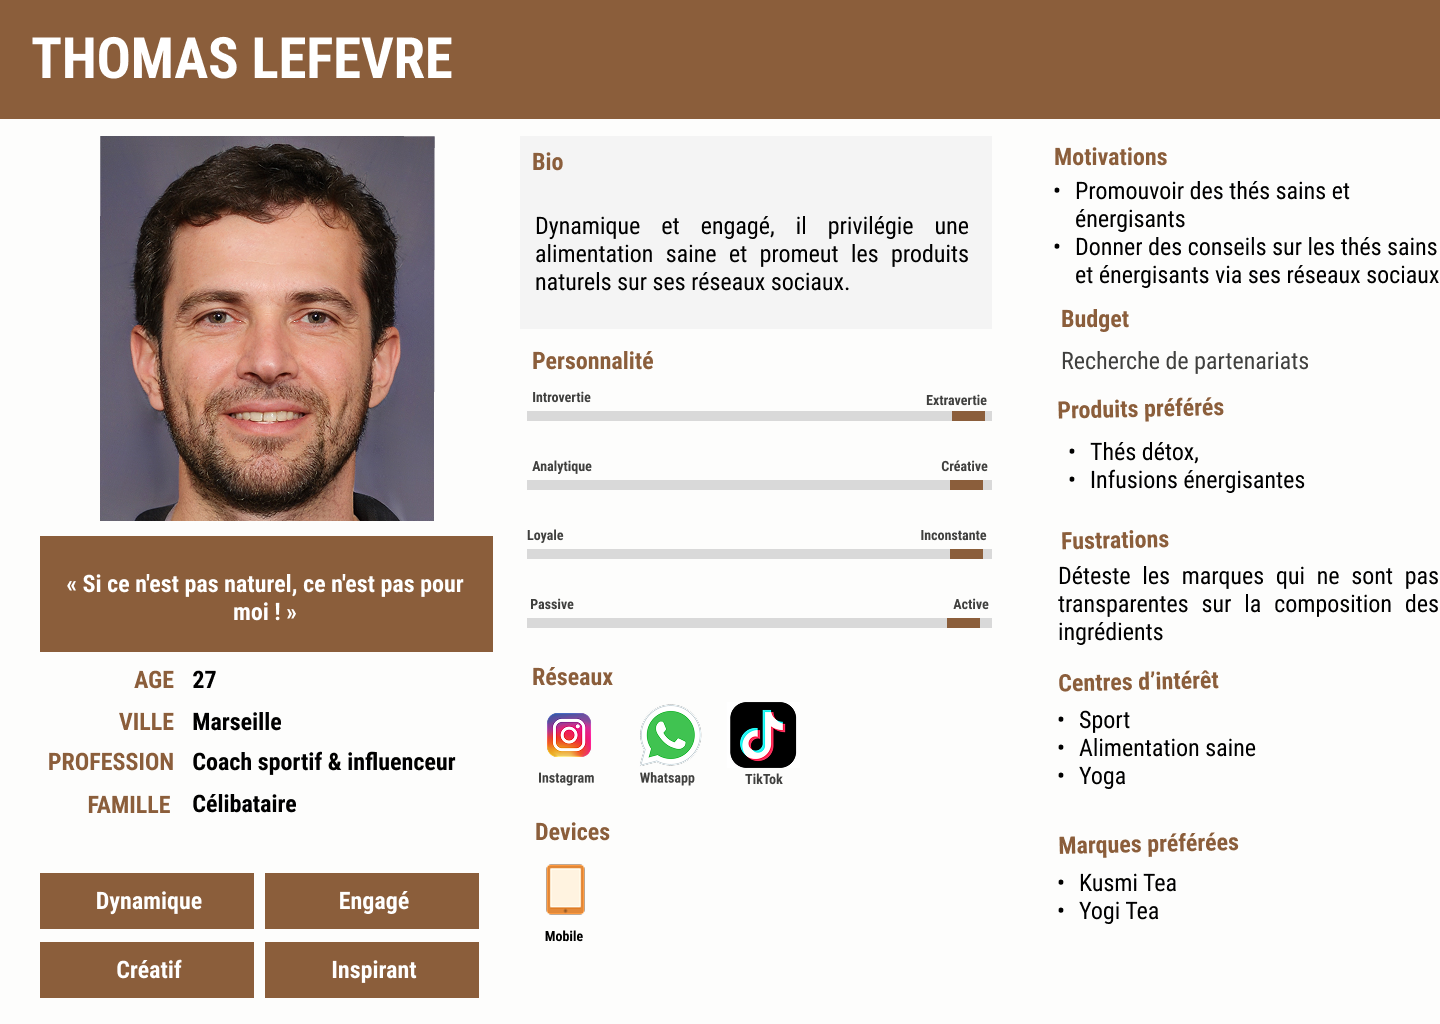 THOMAS LEFEVRE
« Si ce n'est pas naturel, ce n'est pas pour
moi ! »
AGE 27
VILLE Marseille
PROFESSION Coach sportif & influenceur
FAMILLE Célibataire
Dynamique Engagé
Créatif Inspirant
Bio
Dynamique et engagé, il privilégie une
alimentation saine et promeut les produits
naturels sur ses réseaux sociaux.
Personnalité
Introvertie Extravertie
Analytique Créative
Loyale Inconstante
Passive Active
Réseaux
Instagram Whatsapp TikTok
Devices
Mobile
Motivations
• Promouvoir des thés sains et
énergisants
• Donner des conseils sur les thés sains
et énergisants via ses réseaux sociaux
Budget
Recherche de partenariats
Produits préférés
• Thés détox,
• Infusions énergisantes
Fustrations
Déteste les marques qui ne sont pas
transparentes sur la composition des
ingrédients
Centres d’intérêt
• Sport
• Alimentation saine
• Yoga
Marques préférées
• Kusmi Tea
• Yogi Tea